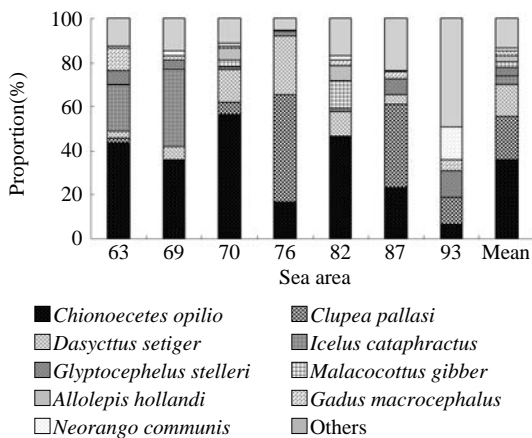 100
80
60
40
20
0
Proportion(%)
63 69 70 76 82 87 93 Mean
Sea area
Chionoecetes opilio Clupea pallasi
Dasycttus setiger Icelus cataphractus
Glyptocephelus stelleri Malacocottus gibber
Allolepis hollandi Gadus macrocephalus
Neorango communis Others